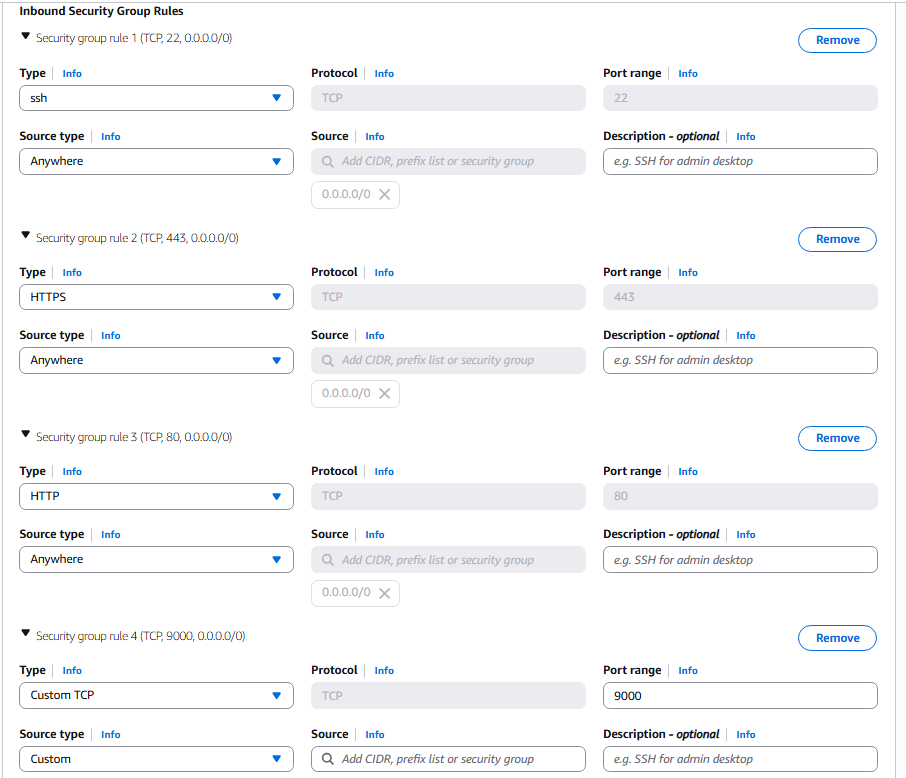 Inbound Security Group Rules
Security group rule 1 (TCP, 22, 0.0.0.0/0) Remove
Type Info Protocol Info Port range Info
ssh TCP 22
Source type Info Source Info Description - optional Info
Anywhere Add CIDR, prefix list or security group e.g. SSH for admin desktop
0.0.0.0/0
Security group rule 2 (TCP, 443, 0.0.0.0/0) Remove
Type Info Protocol Info Port range Info
HTTPS TCP 443
Source type Info Source Info Description - optional Info
Anywhere Add CIDR, prefix list or security group e.g. SSH for admin desktop
0.0.0.0/0
Security group rule 3 (TCP, 80, 0.0.0.0/0) Remove
Type Info Protocol Info Port range Info
HTTP TCP 80
Source type Info Source Info Description - optional Info
Anywhere Add CIDR, prefix list or security group e.g. SSH for admin desktop
0.0.0.0/0
Security group rule 4 (TCP, 9000, 0.0.0.0/0) Remove
Type Info Protocol Info Port range Info
Custom TCP TCP 9000
Source type Info Source Info Description - optional Info
Custom Add CIDR, prefix list or security group e.g. SSH for admin desktop